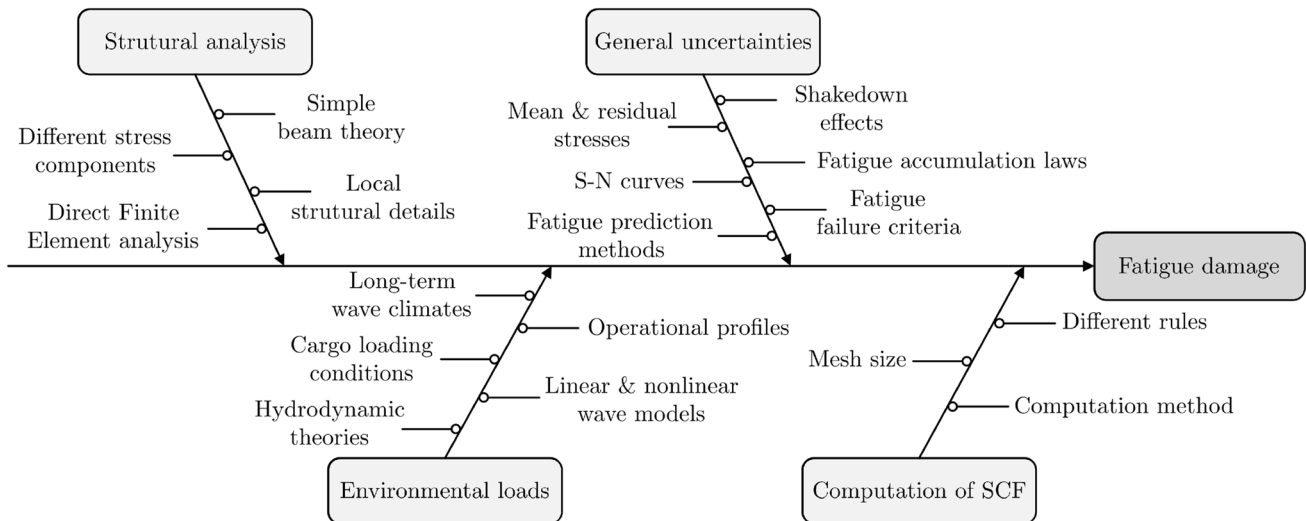 Strutural analysis
General uncertainties
Simple
beam theory
Different stress
components
Local
strutural details
Direct Finite
Element analysis
Shakedown
effects
Mean & residual
stresses
Fatigue accumulation laws
S-N curves
Fatigue
failure criteria
Fatigue prediction
methods
Fatigue damage
Long-term
wave climates
Operational profiles
Cargo loading
conditions
Linear & nonlinear
wave models
Hydrodynamic
theories
Environmental loads
Different rules
Mesh size
Computation method
Computation of SCF